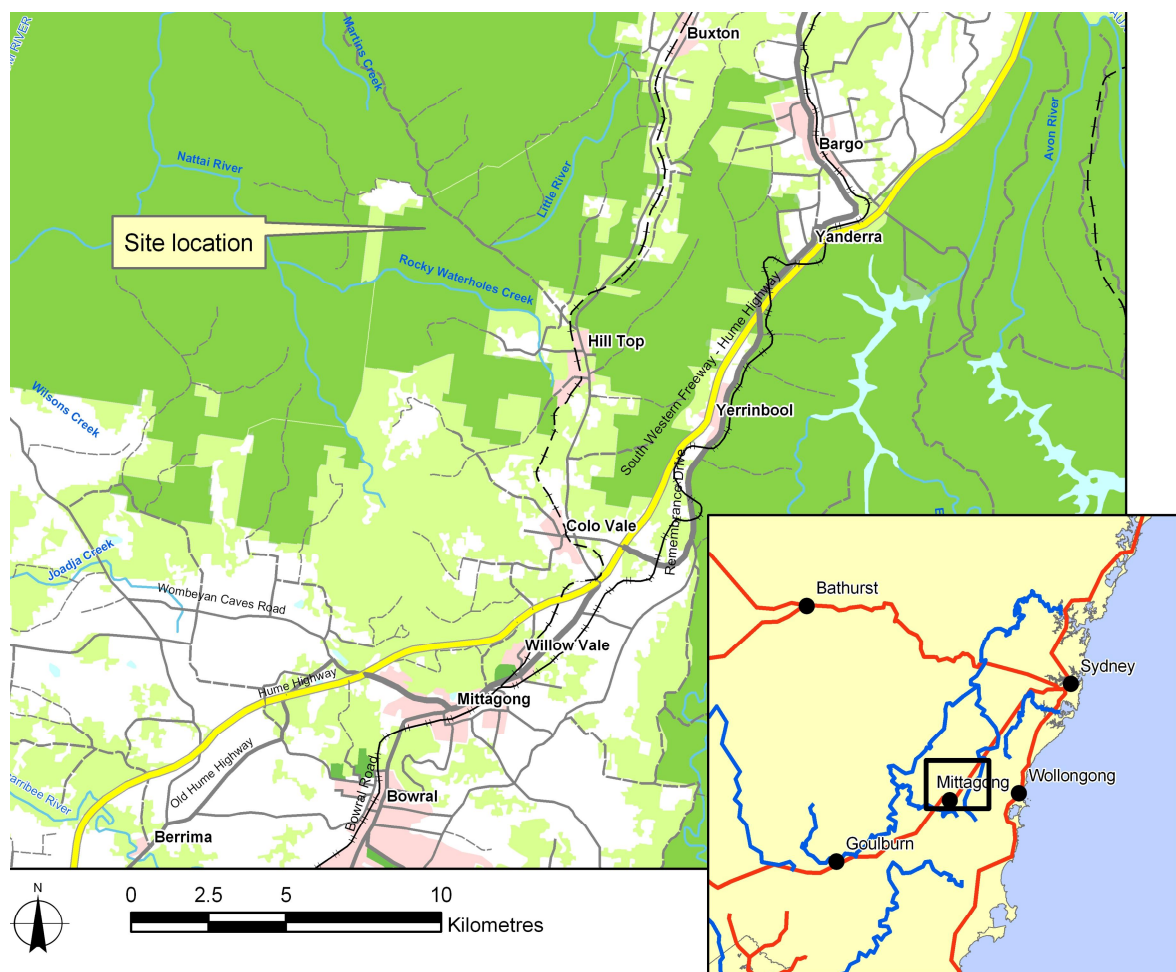 Buxton
Martins Creek
Bargo
Avon River
Nattai River
Little River
Site location
Yanderra
Rocky Waterholes Creek
Hill Top
South Western Freeway - Hume Highway
Wilsons Creek
Yerrinbool
Remembrance Drive
Colo Vale
Joadja Creek
Wombeyan Caves Road
Willow Vale
Hume Highway
Mittagong
Old Hume Highway
Bowral Road
Bowral
Berrima
River
Bathurst
Sydney
Mittagong
Wollongong
Goulburn
N
0 2.5 5 10
Kilometres